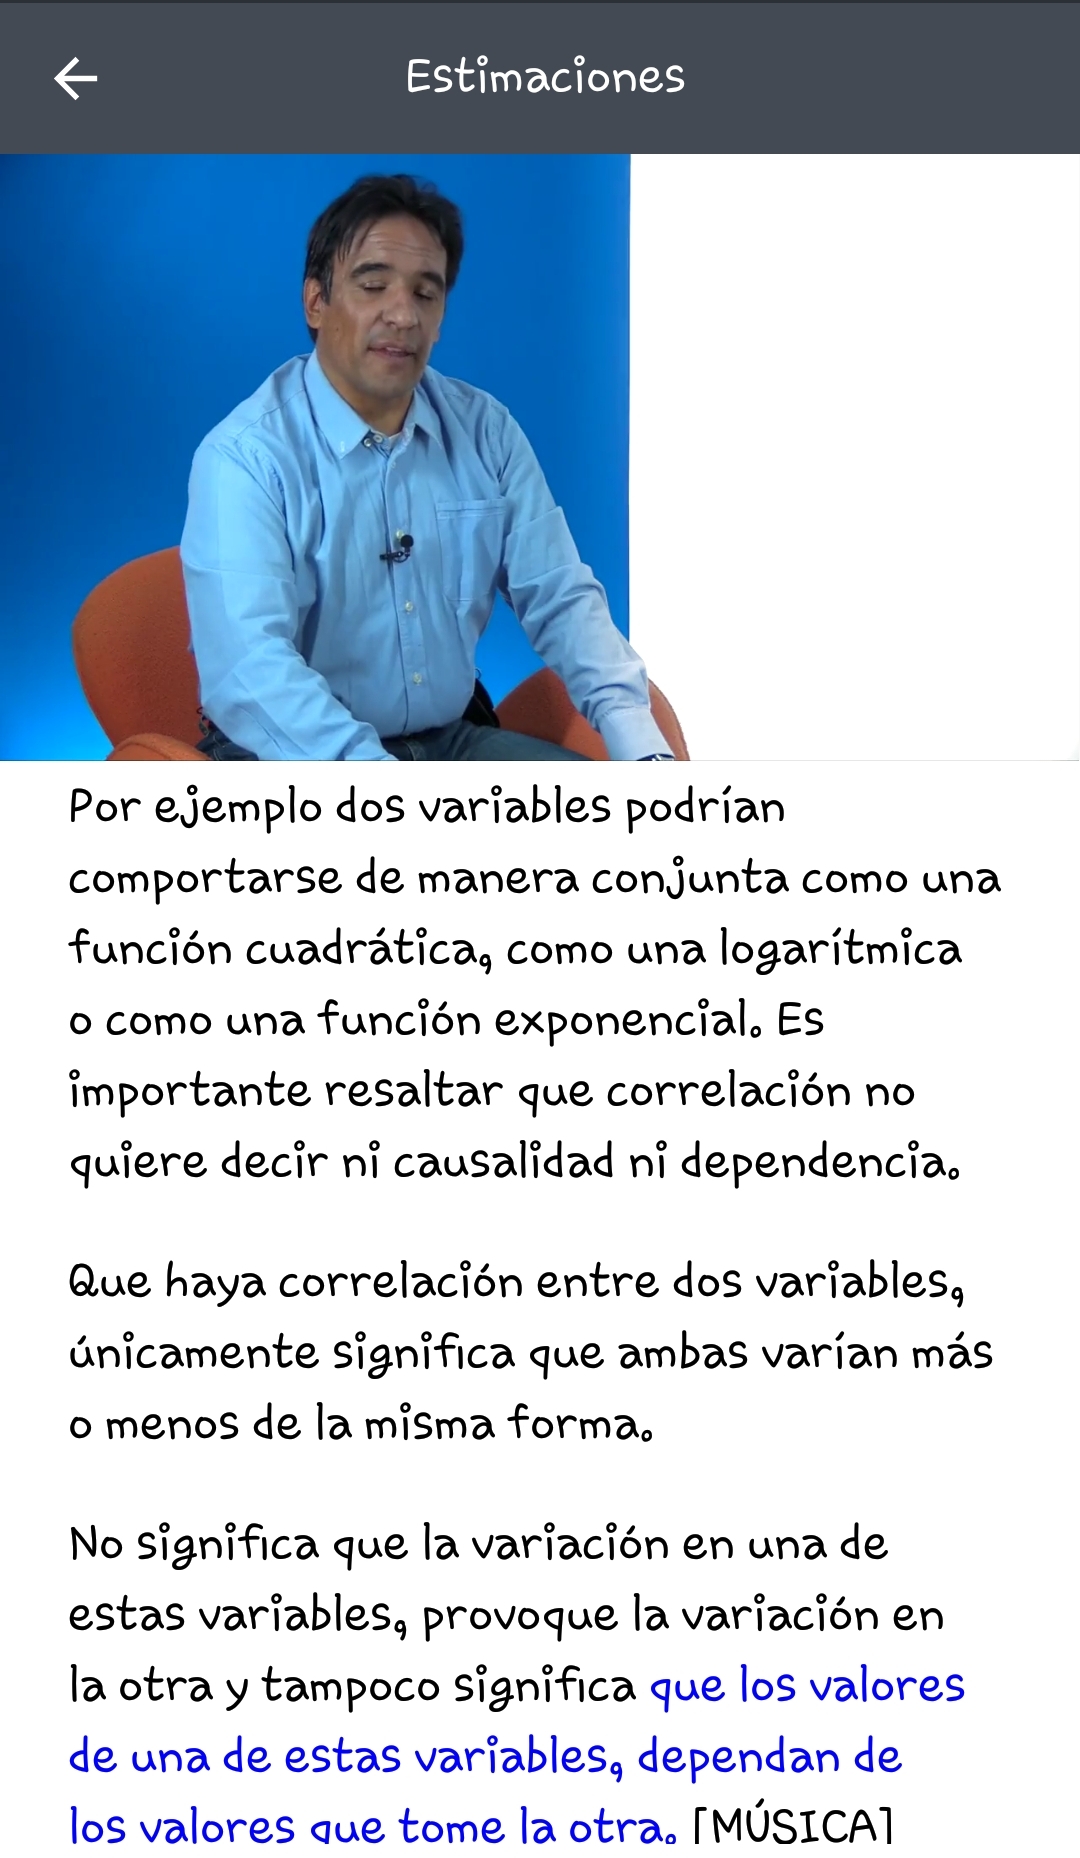 Estimaciones
Por ejemplo dos variables podrían
comportarse de manera conjunta como una
función cuadrática, como una logarítmica
o como una función exponencial. Es
importante resaltar que correlación no
quiere decir ni causalidad ni dependencia.
Que haya correlación entre dos variables,
únicamente significa que ambas varían más
o menos de la misma forma.
No significa que la variación en una de
estas variables, provoque la variación en
la otra y tampoco significa que los valores
de una de estas variables, dependan de
los valores que tome la otra. [MÚSICA]